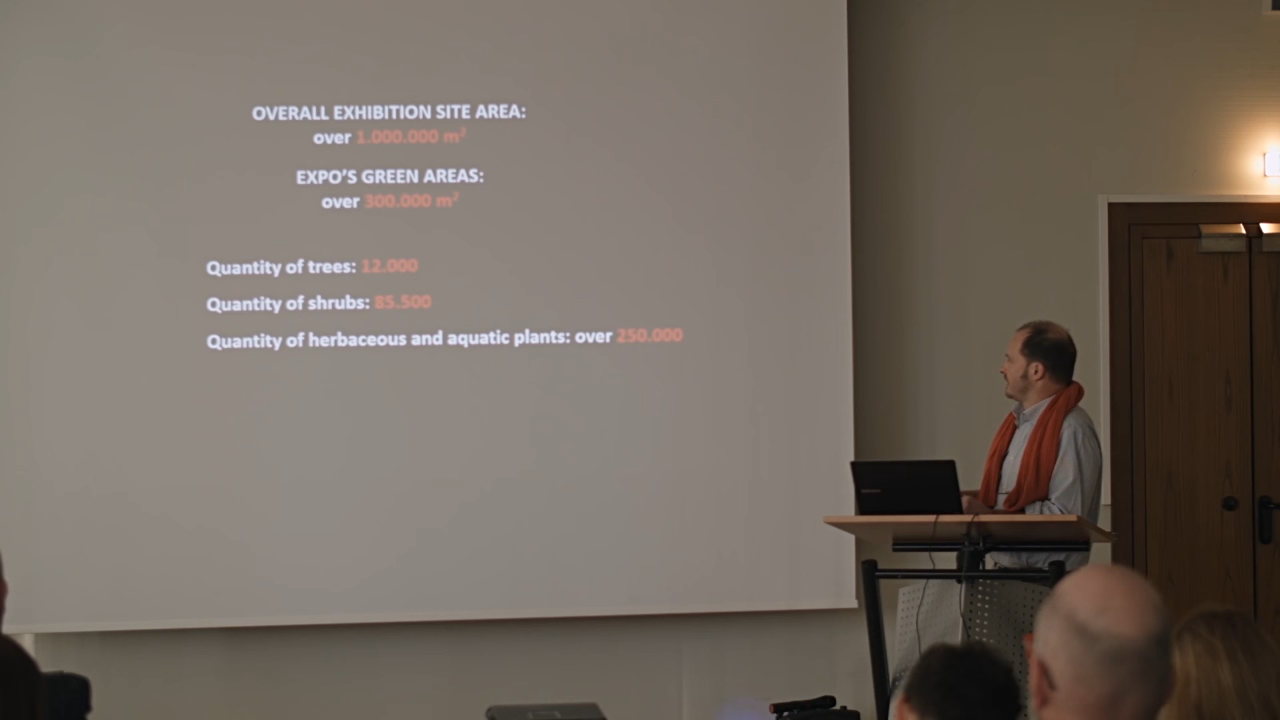 OVERALL EXHIBITION SITE AREA:
over 1.000.000 m²
EXPO'S GREEN AREAS:
over 300.000 m²
Quantity of trees: 12.000
Quantity of shrubs: 85.500
Quantity of herbaceous and aquatic plants: over 250.000